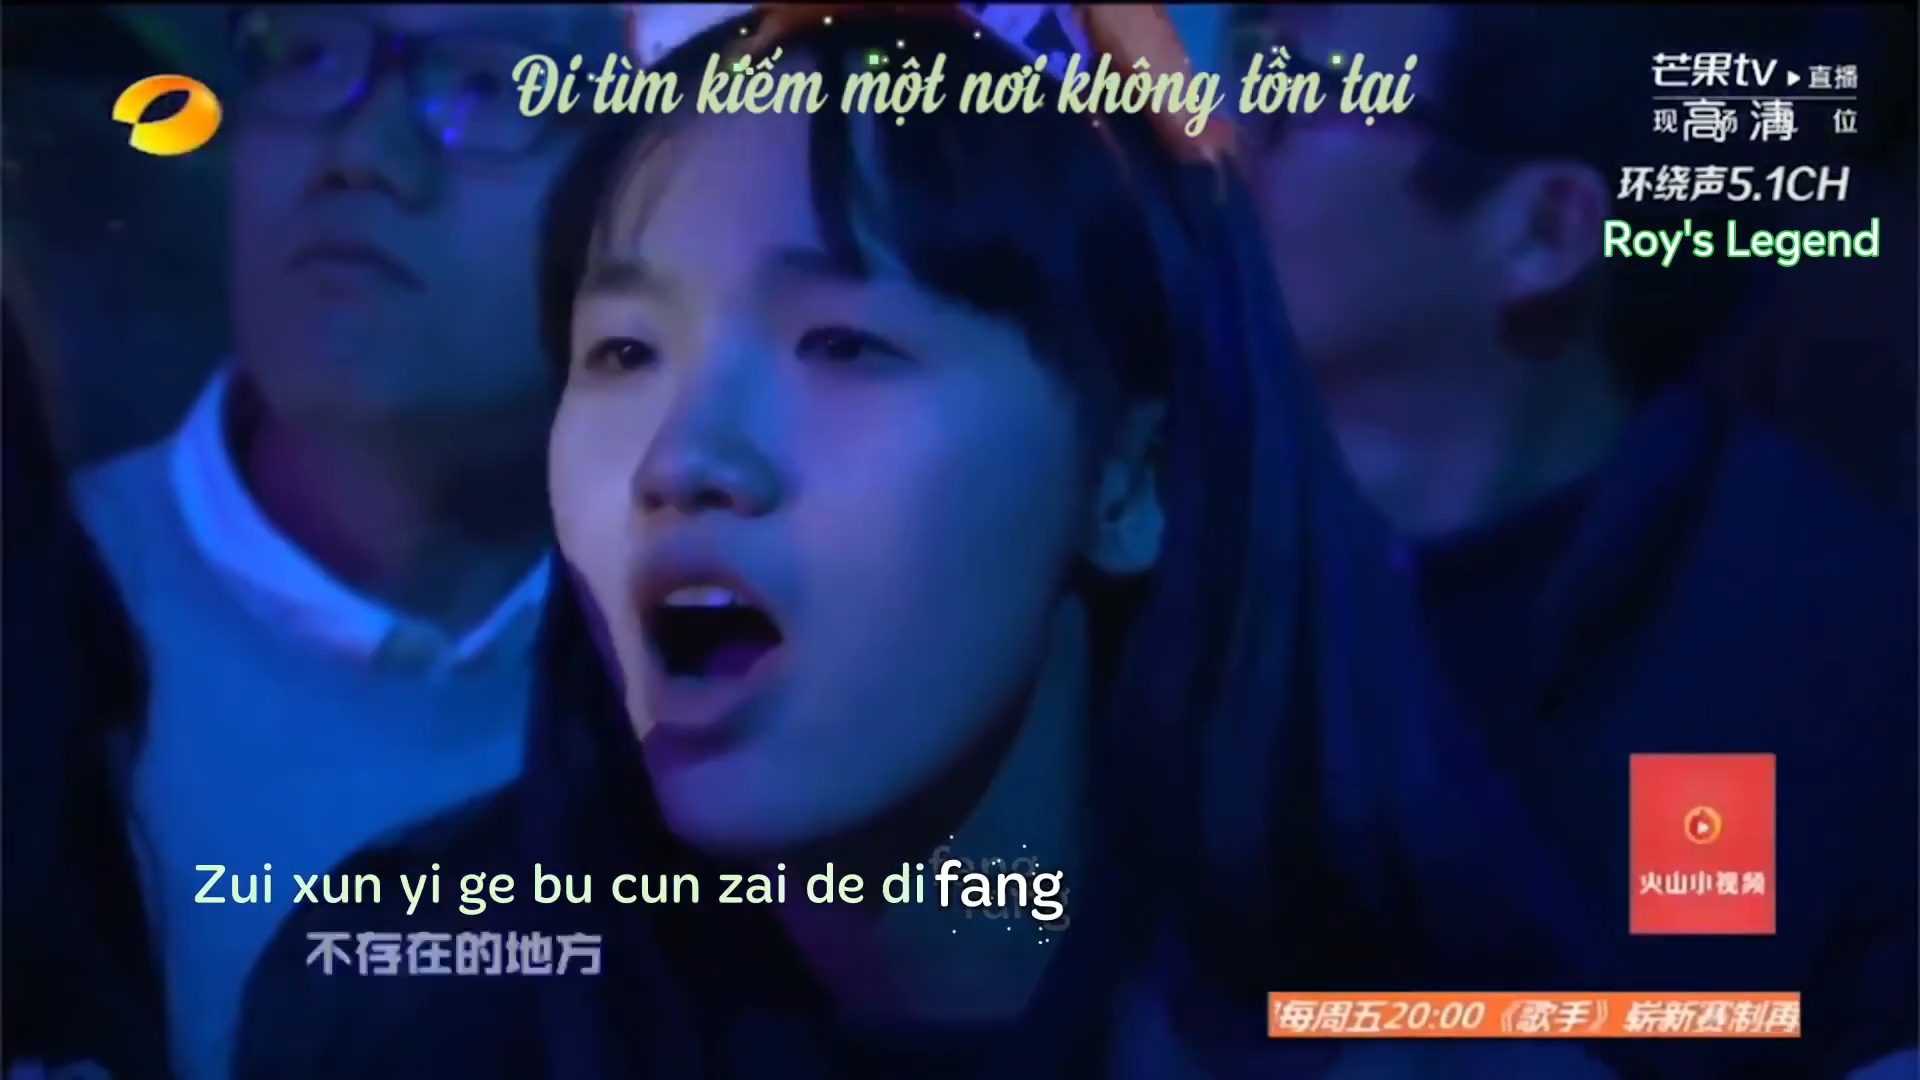 Đi tìm kiếm một nơi không tồn tại
芒果tv 直播
高清
环绕声5.1CH
Roy's Legend
火山小视频
Zui xun yi ge bu cun zai de di fang
不存在的地方
每周五20:00《歌手》崭新赛制再